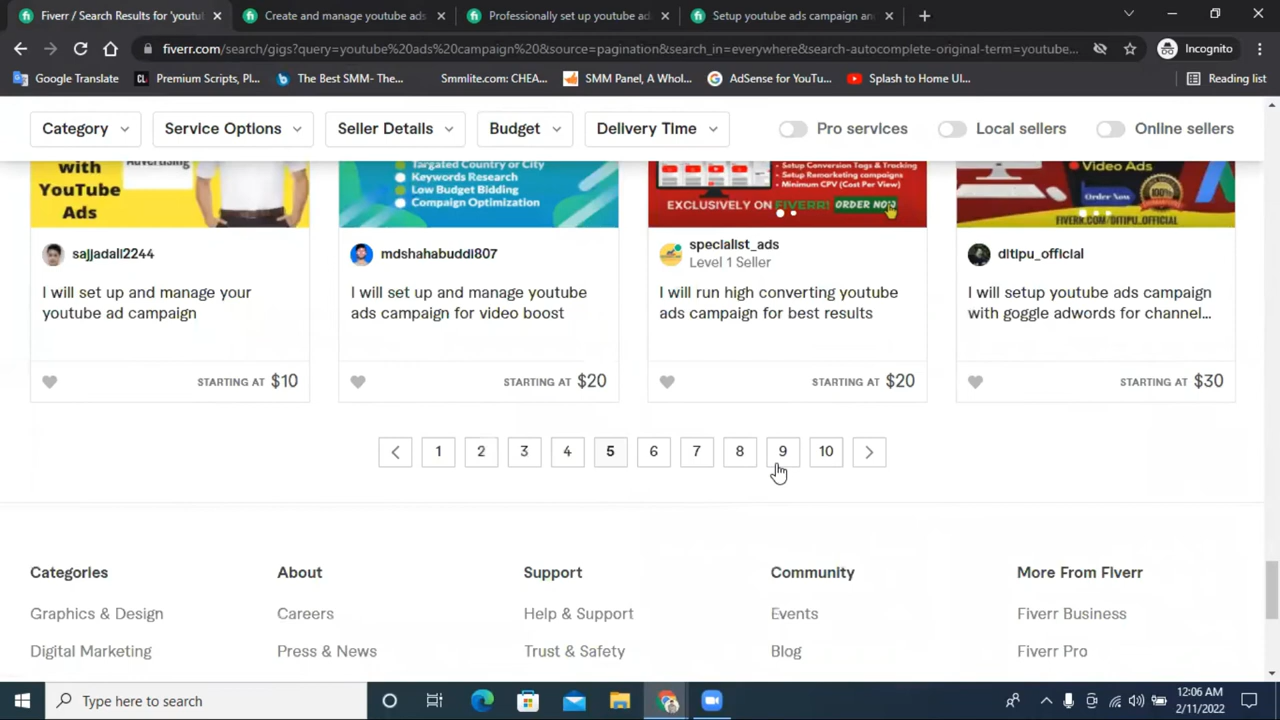 Fiverr / Search Results for 'youtul
Create and manage youtube ads
Professionally set up youtube ad
Setup youtube ads campaign an
fiverr.com/search/gigs?query=youtube%20ads%20campaign%20&source=pagination&search_in=everywhere&search-autocomplete-original-term=youtube...
Incognito
Google Translate
Premium Scripts, Pl...
The Best SMM- The...
Smmlite.com: CHEA...
SMM Panel, A Whol...
AdSense for YouTu...
Splash to Home UI...
Reading list
Category
Service Options
Seller Details
Budget
Delivery Time
Pro services
Local sellers
Online sellers
with
YouTube
Ads
Advertising
Targated Country or City
Keywords Research
Low Budget Bidding
Compaign Optimization
• Setup Conversion Tags & Tracking
• Setup Remarketing campaigns
• Minimum CPV (Cost Per View)
EXCLUSIVELY ON FIVERR! ORDER NOW
Video Ads
Order Now
100%
FIVERR.COM/DITIPU_OFFICIAL
sajjadali2244
mdshahabuddi807
specialist_ads
Level 1 Seller
ditipu_official
I will set up and manage your
youtube ad campaign
I will set up and manage youtube
ads campaign for video boost
I will run high converting youtube
ads campaign for best results
I will setup youtube ads campaign
with goggle adwords for channel...
STARTING AT $10
STARTING AT $20
STARTING AT $20
STARTING AT $30
1 2 3 4 5 6 7 8 9 10
Categories
About
Support
Community
More From Fiverr
Graphics & Design
Careers
Help & Support
Events
Fiverr Business
Digital Marketing
Press & News
Trust & Safety
Blog
Fiverr Pro
Type here to search
12:06 AM
2/11/2022